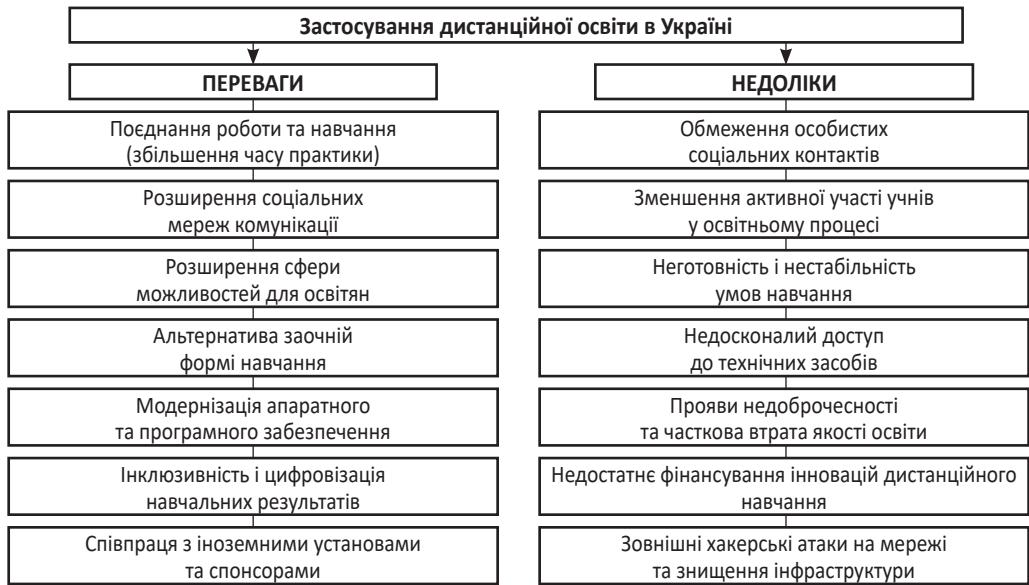 Застосування дистанційної освіти в Україні
ПЕРЕВАГИ
Поєднання роботи та навчання
(збільшення часу практики)
Розширення соціальних
мереж комунікації
Розширення сфери
можливостей для освітян
Альтернатива заочній
формі навчання
Модернізація апаратного
та програмного забезпечення
Інклюзивність і цифровізація
навчальних результатів
Співпраця з іноземними установами
та спонсорами
НЕДОЛІКИ
Обмеження особистих
соціальних контактів
Зменшення активної участі учнів
у освітньому процесі
Неготовність і нестабільність
умов навчання
Недосконалий доступ
до технічних засобів
Прояви недоброчесності
та часткова втрата якості освіти
Недостатнє фінансування інновацій дистанційного
навчання
Зовнішні хакерські атаки на мережі
та знищення інфраструктури